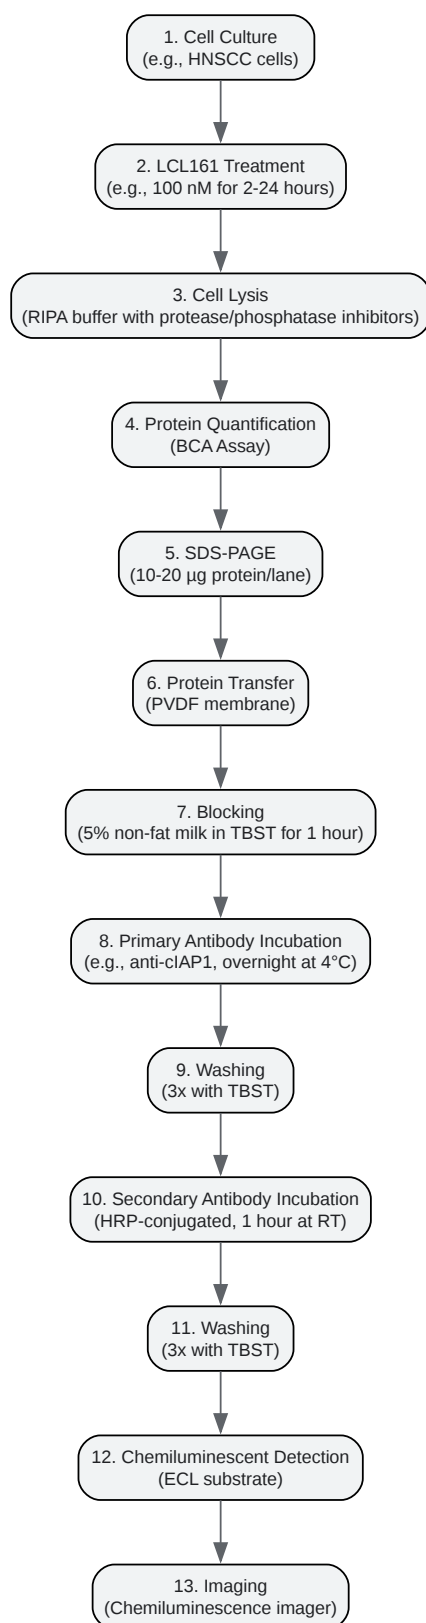 1. Cell Culture
(e.g., HNSCC cells)
2. LCL161 Treatment
(e.g., 100 nM for 2-24 hours)
3. Cell Lysis
(RIPA buffer with protease/phosphatase inhibitors)
4. Protein Quantification
(BCA Assay)
5. SDS-PAGE
(10-20 µg protein/lane)
6. Protein Transfer
(PVDF membrane)
7. Blocking
(5% non-fat milk in TBST for 1 hour)
8. Primary Antibody Incubation
(e.g., anti-cIAP1, overnight at 4°C)
9. Washing
(3x with TBST)
10. Secondary Antibody Incubation
(HRP-conjugated, 1 hour at RT)
11. Washing
(3x with TBST)
12. Chemiluminescent Detection
(ECL substrate)
13. Imaging
(Chemiluminescence imager)